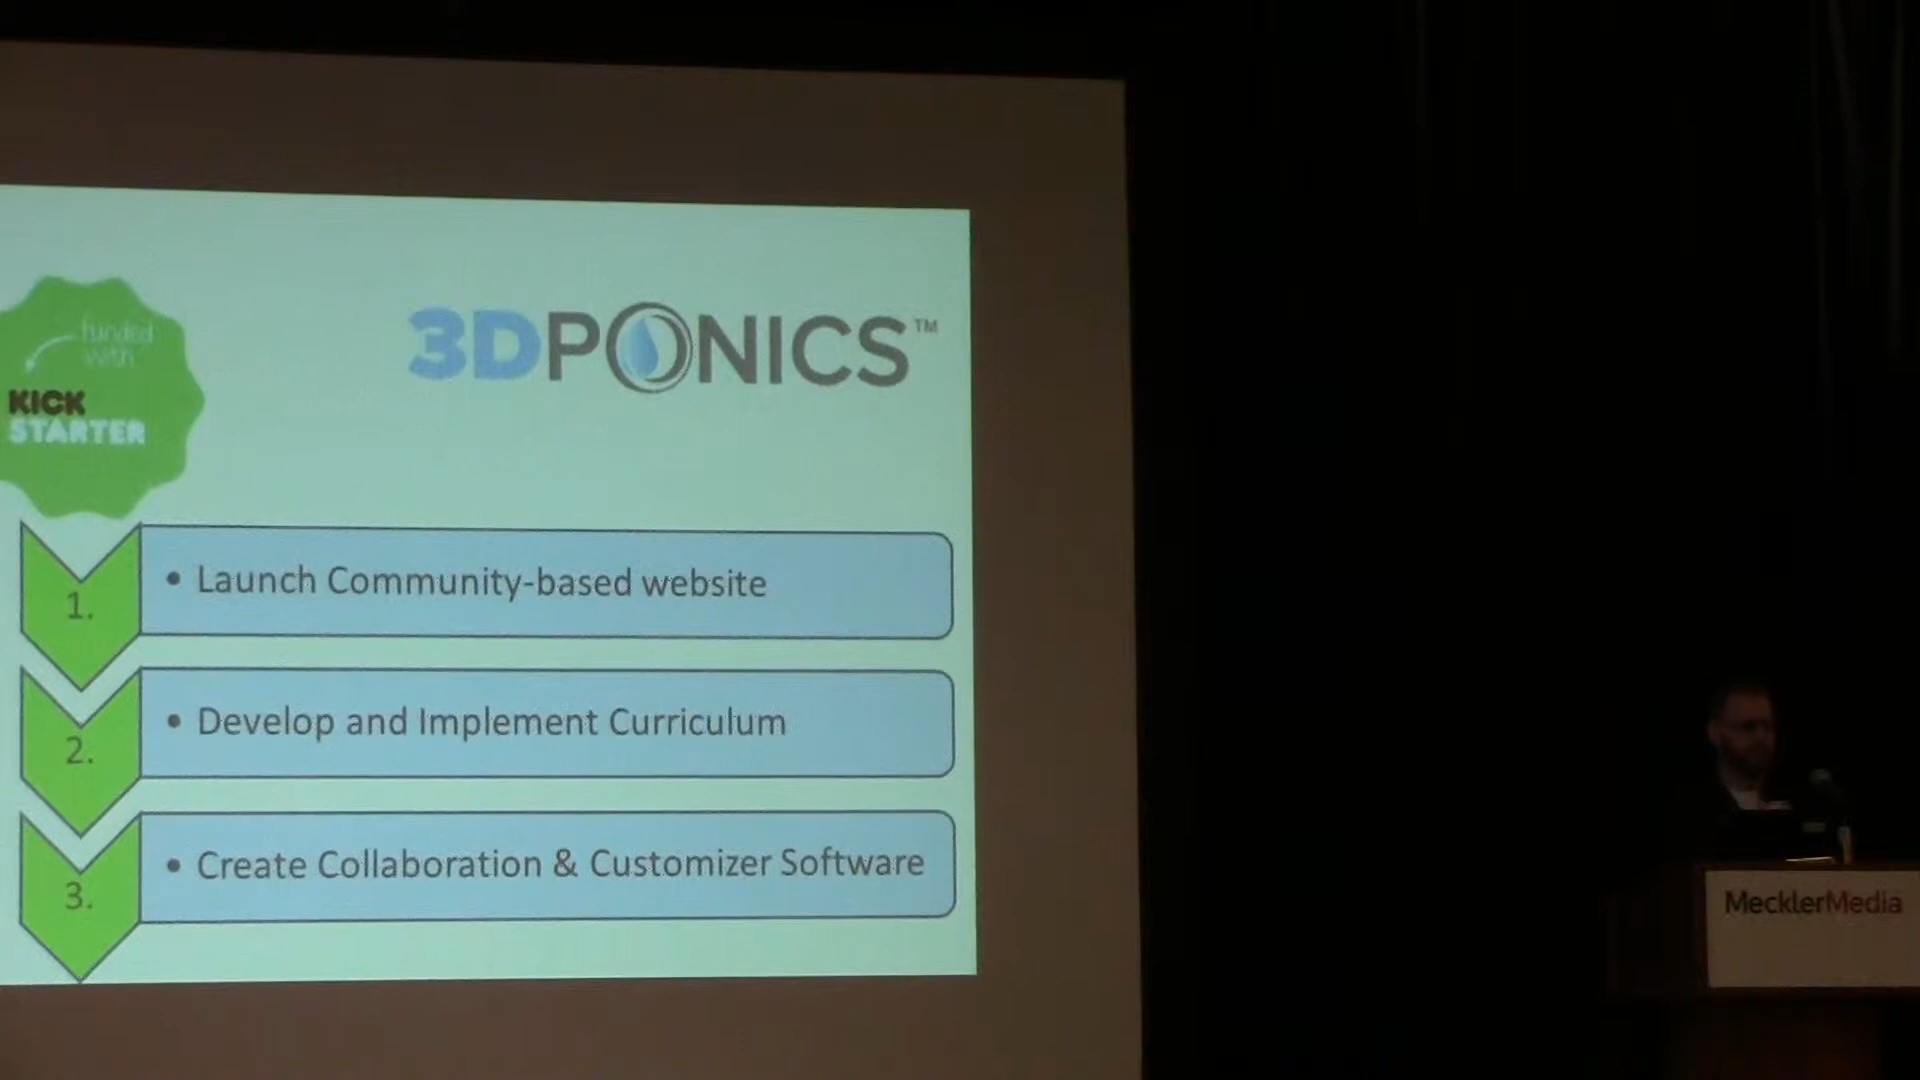 funded
with
KICK
STARTER
3DPONICS™
1.
• Launch Community-based website
2.
• Develop and Implement Curriculum
3.
• Create Collaboration & Customizer Software
MecklerMedia